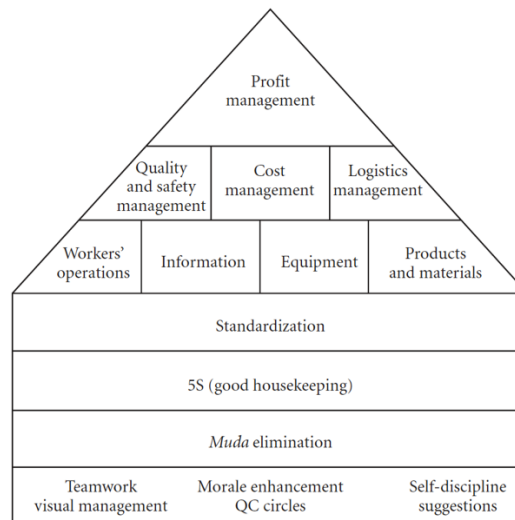 Profit
management
Quality
and safety
management
Cost
management
Logistics
management
Workers'
operations
Information
Equipment
Products
and materials
Standardization
5S (good housekeeping)
Muda elimination
Teamwork
visual management
Morale enhancement
QC circles
Self-discipline
suggestions